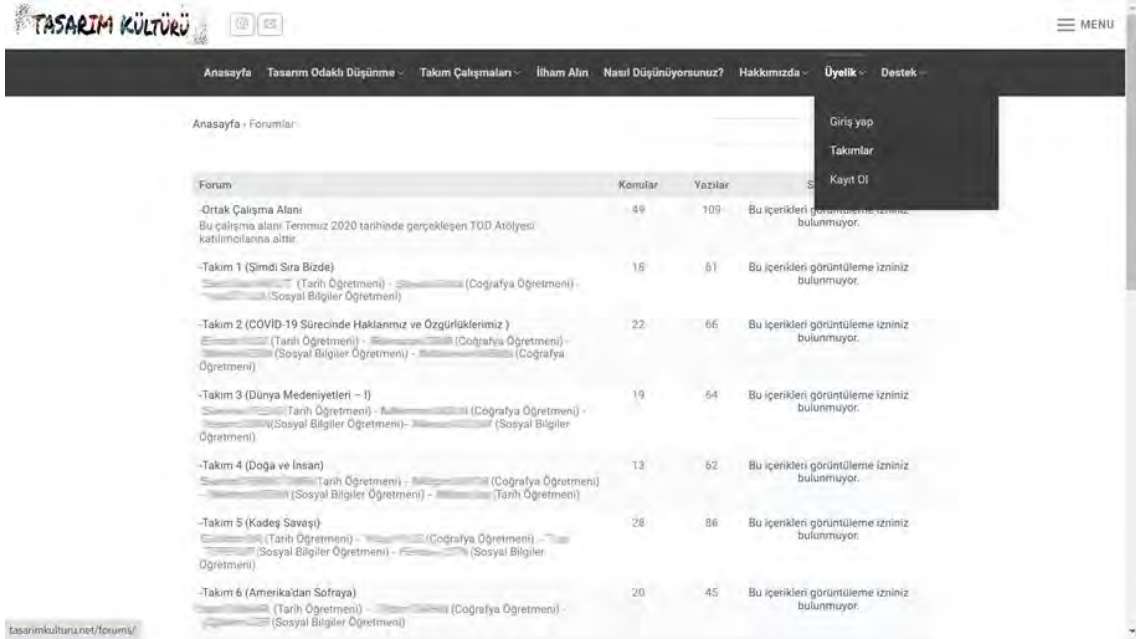 TASARIM KÜLTÜRÜ
MENU
Anasayfa Tasarım Odaklı Düşünme Takım Çalışmaları İlham Alın Nasıl Düşünüyorsunuz? Hakkımızda Üyelik Destek
Giriş yap
Takımlar
Kayıt Ol
Anasayfa › Forumlar
Forum Konular Yazılar S
-Ortak Çalışma Alanı 49 109 Bu içerikleri görüntüleme izniniz
Bu çalışma alanı Temmuz 2020 tarihinde gerçekleşen TOD Atölyesi bulunmuyor.
katılımcılarına aittir.
-Takım 1 (Şimdi Sıra Bizde) 61 Bu içerikleri görüntüleme izniniz
(Tarih Öğretmeni) - (Coğrafya Öğretmeni) - bulunmuyor.
(Sosyal Bilgiler Öğretmeni)
-Takım 2 (COVİD-19 Sürecinde Haklarımız ve Özgürlüklerimiz ) 22 66 Bu içerikleri görüntüleme izniniz
(Tarih Öğretmeni) - (Coğrafya Öğretmeni) - bulunmuyor.
(Sosyal Bilgiler Öğretmeni) - (Coğrafya
Öğretmeni)
-Takım 3 (Dünya Medeniyetleri – I) 19 64 Bu içerikleri görüntüleme izniniz
(Tarih Öğretmeni) - (Coğrafya Öğretmeni) - bulunmuyor.
(Sosyal Bilgiler Öğretmeni)- (Sosyal Bilgiler
Öğretmeni)
-Takım 4 (Doğa ve İnsan) 13 62 Bu içerikleri görüntüleme izniniz
Tarih Öğretmeni) - (Coğrafya Öğretmeni) bulunmuyor.
- (Sosyal Bilgiler Öğretmeni) - (Tarih Öğretmeni)
-Takım 5 (Kadeş Savaşı) 28 86 Bu içerikleri görüntüleme izniniz
(Tarih Öğretmeni) - (Coğrafya Öğretmeni) - bulunmuyor.
(Sosyal Bilgiler Öğretmeni) - (Sosyal Bilgiler
Öğretmeni)
-Takım 6 (Amerika'dan Sofraya) 20 45 Bu içerikleri görüntüleme izniniz
(Tarih Öğretmeni) - (Coğrafya Öğretmeni) - bulunmuyor.
(Sosyal Bilgiler Öğretmeni)
tasarimkulturu.net/forums/